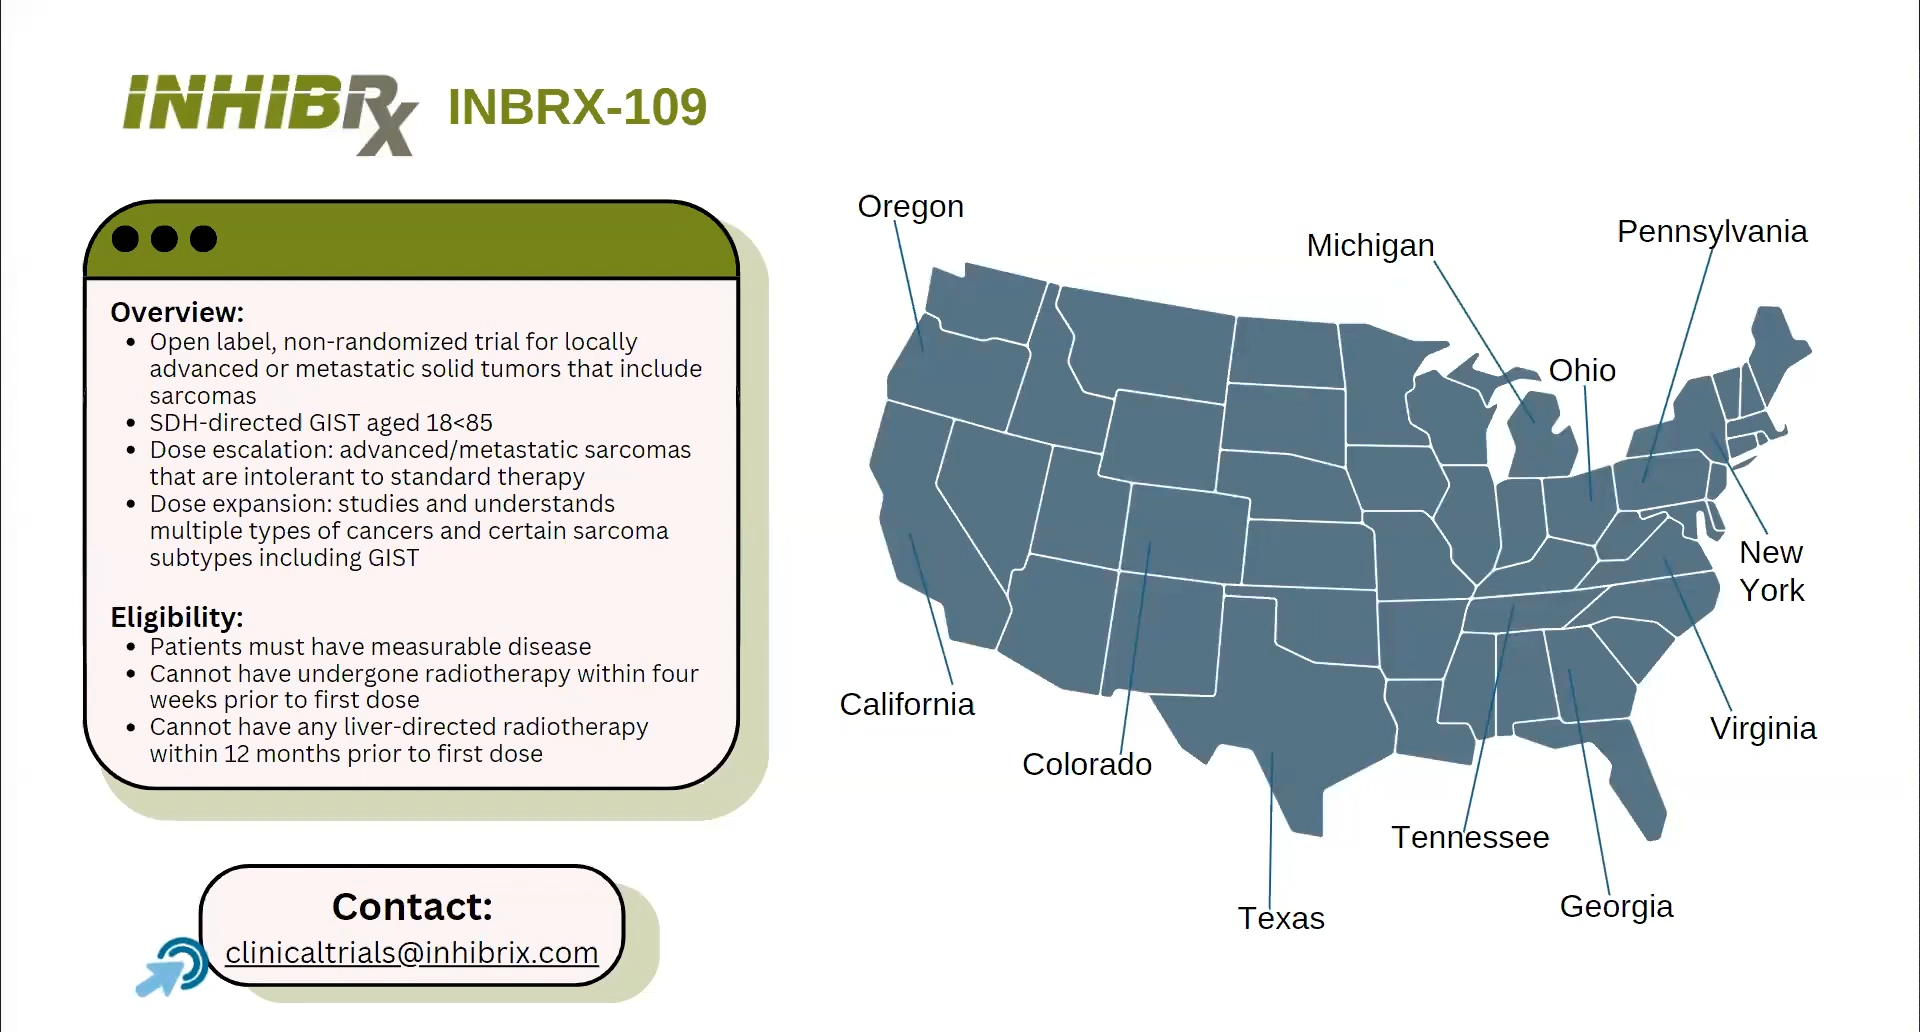 INHIBRx INBRX-109
Overview:
• Open label, non-randomized trial for locally
advanced or metastatic solid tumors that include
sarcomas
• SDH-directed GIST aged 18<85
• Dose escalation: advanced/metastatic sarcomas
that are intolerant to standard therapy
• Dose expansion: studies and understands
multiple types of cancers and certain sarcoma
subtypes including GIST
Eligibility:
• Patients must have measurable disease
• Cannot have undergone radiotherapy within four
weeks prior to first dose
• Cannot have any liver-directed radiotherapy
within 12 months prior to first dose
Contact:
clinicaltrials@inhibrix.com
Oregon
Michigan
Pennsylvania
Ohio
New
York
California
Colorado
Virginia
Tennessee
Georgia
Texas